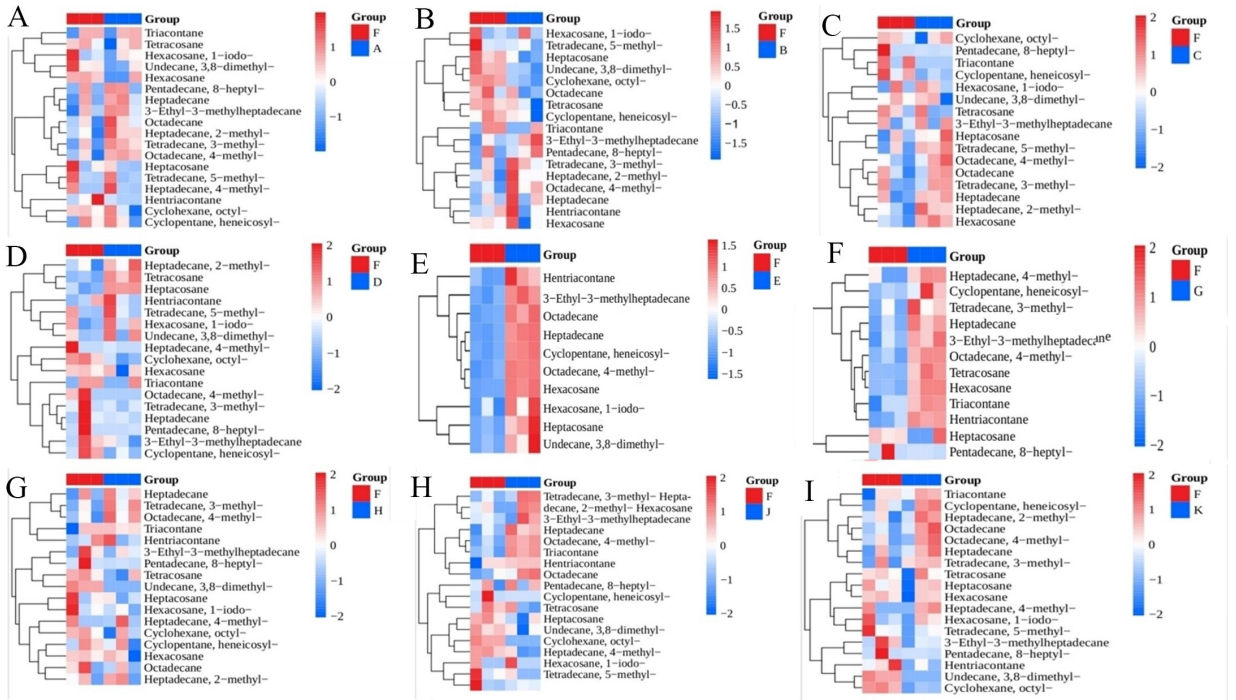 A
Group
Triacontane
Tetracosane
Hexacosane, 1−iodo−
Undecane, 3,8−dimethyl−
Hexacosane
Pentadecane, 8−heptyl−
Heptadecane
3−Ethyl−3−methylheptadecane
Octadecane
Heptadecane, 2−methyl−
Tetradecane, 3−methyl−
Octadecane, 4−methyl−
Heptacosane
Tetradecane, 5−methyl−
Heptadecane, 4−methyl−
Hentriacontane
Cyclohexane, octyl−
Cyclopentane, heneicosyl−
1
0
−1
Group
F
A
B
Group
Hexacosane, 1−iodo−
Tetradecane, 5−methyl−
Heptacosane
Undecane, 3,8−dimethyl−
Cyclohexane, octyl−
Octadecane
Tetracosane
Cyclopentane, heneicosyl−
Triacontane
3−Ethyl−3−methylheptadecane
Pentadecane, 8−heptyl−
Tetradecane, 3−methyl−
Heptadecane, 2−methyl−
Octadecane, 4−methyl−
Heptadecane
Hentriacontane
Hexacosane
1.5
1
0.5
0
−0.5
−1
−1.5
Group
F
B
C
Group
Cyclohexane, octyl−
Pentadecane, 8−heptyl−
Triacontane
Cyclopentane, heneicosyl−
Hexacosane, 1−iodo−
Undecane, 3,8−dimethyl−
Tetracosane
3−Ethyl−3−methylheptadecane
Heptacosane
Tetradecane, 5−methyl−
Octadecane, 4−methyl−
Octadecane
Tetradecane, 3−methyl−
Heptadecane
Heptadecane, 2−methyl−
Hexacosane
2
1
0
−1
−2
Group
F
C
D
Group
Heptadecane, 2−methyl−
Tetracosane
Heptacosane
Hentriacontane
Tetradecane, 5−methyl−
Hexacosane, 1−iodo−
Undecane, 3,8−dimethyl−
Heptadecane, 4−methyl−
Cyclohexane, octyl−
Hexacosane
Triacontane
Octadecane, 4−methyl−
Tetradecane, 3−methyl−
Heptadecane
Pentadecane, 8−heptyl−
3−Ethyl−3−methylheptadecane
Cyclopentane, heneicosyl−
2
1
0
−1
−2
Group
F
D
E
Group
Hentriacontane
3−Ethyl−3−methylheptadecane
Octadecane
Heptadecane
Cyclopentane, heneicosyl−
Octadecane, 4−methyl−
Hexacosane
Hexacosane, 1−iodo−
Heptacosane
Undecane, 3,8−dimethyl−
1.5
1
0.5
0
−0.5
−1
−1.5
Group
F
E
F
Group
Heptadecane, 4−methyl−
Cyclopentane, heneicosyl−
Tetradecane, 3−methyl−
Heptadecane
3−Ethyl−3−methylheptadecane
Octadecane, 4−methyl−
Tetracosane
Hexacosane
Triacontane
Hentriacontane
Heptacosane
Pentadecane, 8−heptyl−
2
1
0
−1
−2
Group
F
G
G
Group
Heptadecane
Tetradecane, 3−methyl−
Octadecane, 4−methyl−
Triacontane
Hentriacontane
3−Ethyl−3−methylheptadecane
Pentadecane, 8−heptyl−
Tetracosane
Undecane, 3,8−dimethyl−
Heptacosane
Hexacosane, 1−iodo−
Heptadecane, 4−methyl−
Cyclohexane, octyl−
Cyclopentane, heneicosyl−
Hexacosane
Octadecane
Heptadecane, 2−methyl−
2
1
0
−1
−2
Group
F
H
H
Group
Tetradecane, 3−methyl− Hepta-
decane, 2−methyl− Hexacosane
3−Ethyl−3−methylheptadecane
Heptadecane
Octadecane, 4−methyl−
Triacontane
Hentriacontane
Octadecane
Pentadecane, 8−heptyl−
Cyclopentane, heneicosyl−
Tetracosane
Heptacosane
Undecane, 3,8−dimethyl−
Cyclohexane, octyl−
Heptadecane, 4−methyl−
Hexacosane, 1−iodo−
Tetradecane, 5−methyl−
2
1
0
−1
−2
Group
F
J
I
Group
Triacontane
Cyclopentane, heneicosyl−
Heptadecane, 2−methyl−
Octadecane
Octadecane, 4−methyl−
Heptadecane
Tetradecane, 3−methyl−
Tetracosane
Heptacosane
Hexacosane
Heptadecane, 4−methyl−
Hexacosane, 1−iodo−
Tetradecane, 5−methyl−
3−Ethyl−3−methylheptadecane
Pentadecane, 8−heptyl−
Hentriacontane
Undecane, 3,8−dimethyl−
Cyclohexane, octyl−
2
1
0
−1
−2
Group
F
K